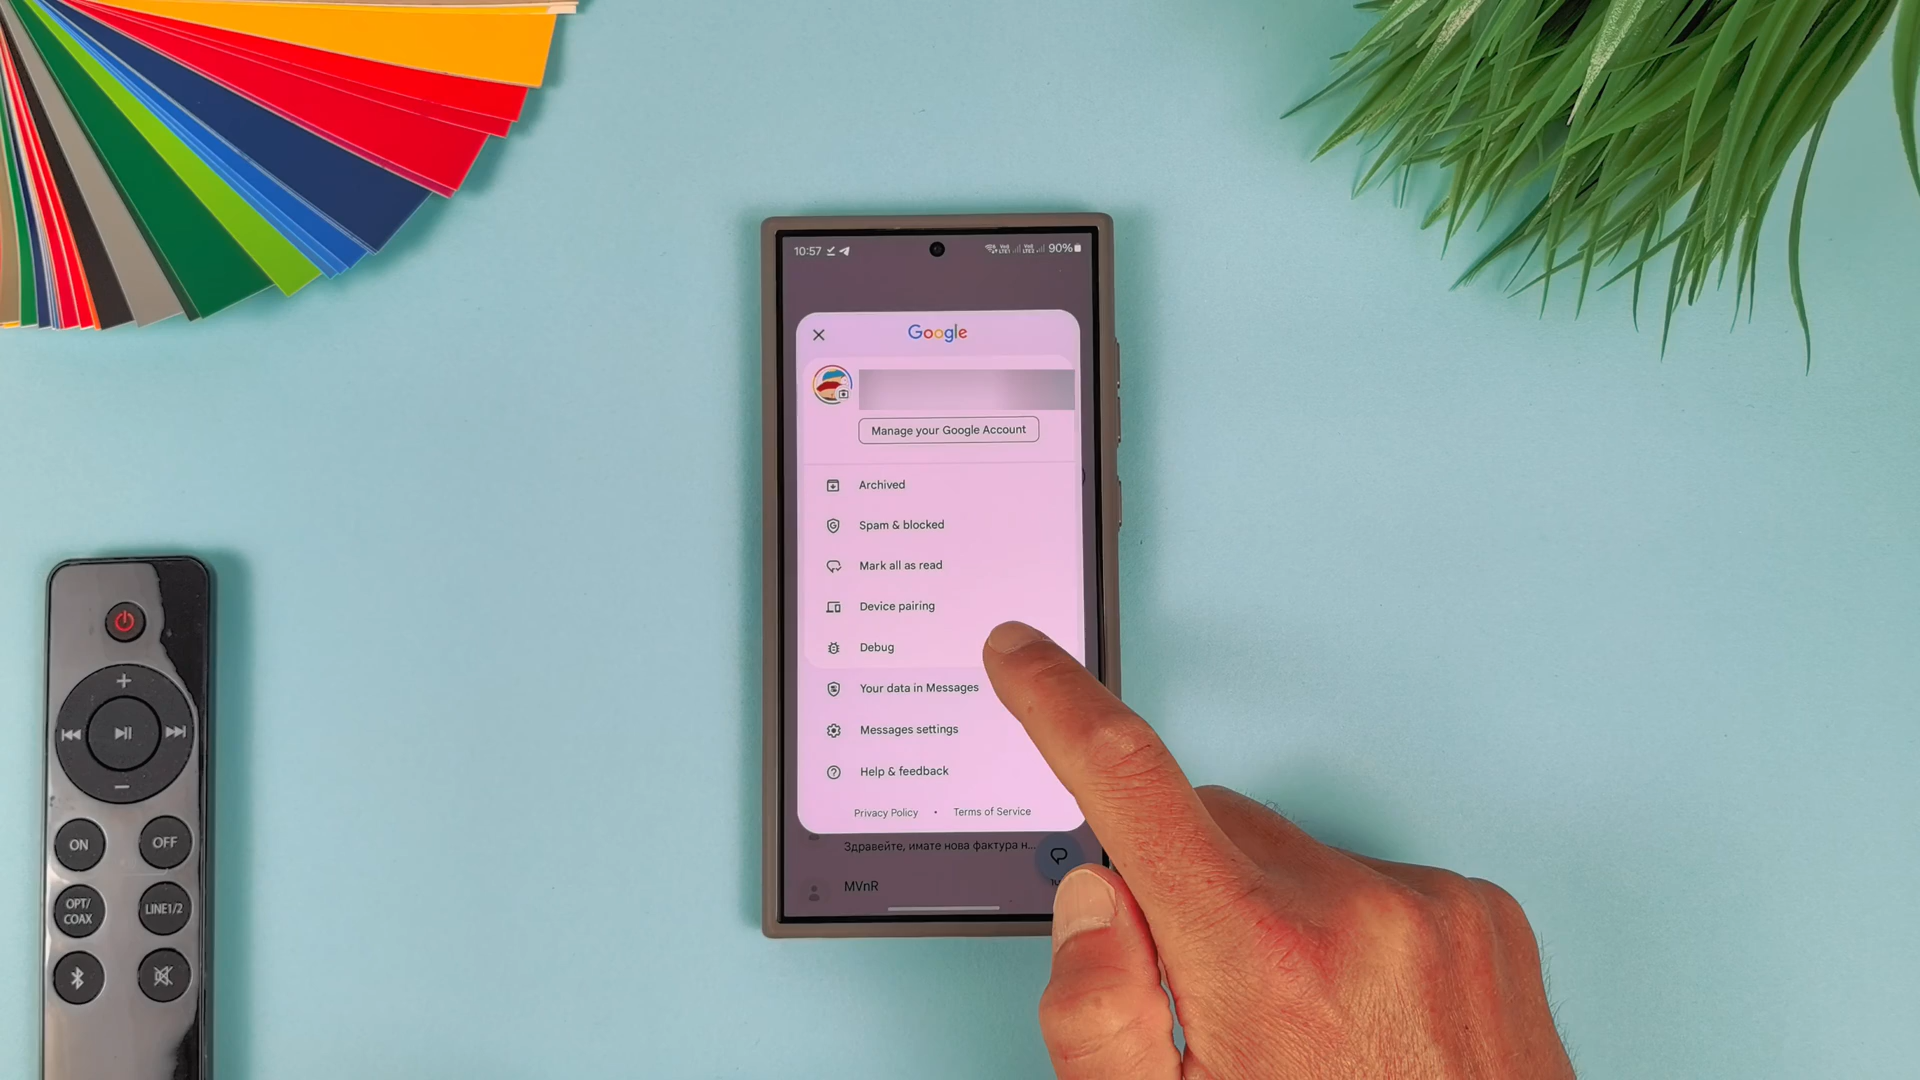 10:57
90%
Google
Manage your Google Account
Archived
Spam & blocked
Mark all as read
Device pairing
Debug
Your data in Messages
Messages settings
Help & feedback
Privacy Policy • Terms of Service
Здравейте, имате нова фактура н...
MVnR
ON
OFF
OPT/
COAX
LINE1/2